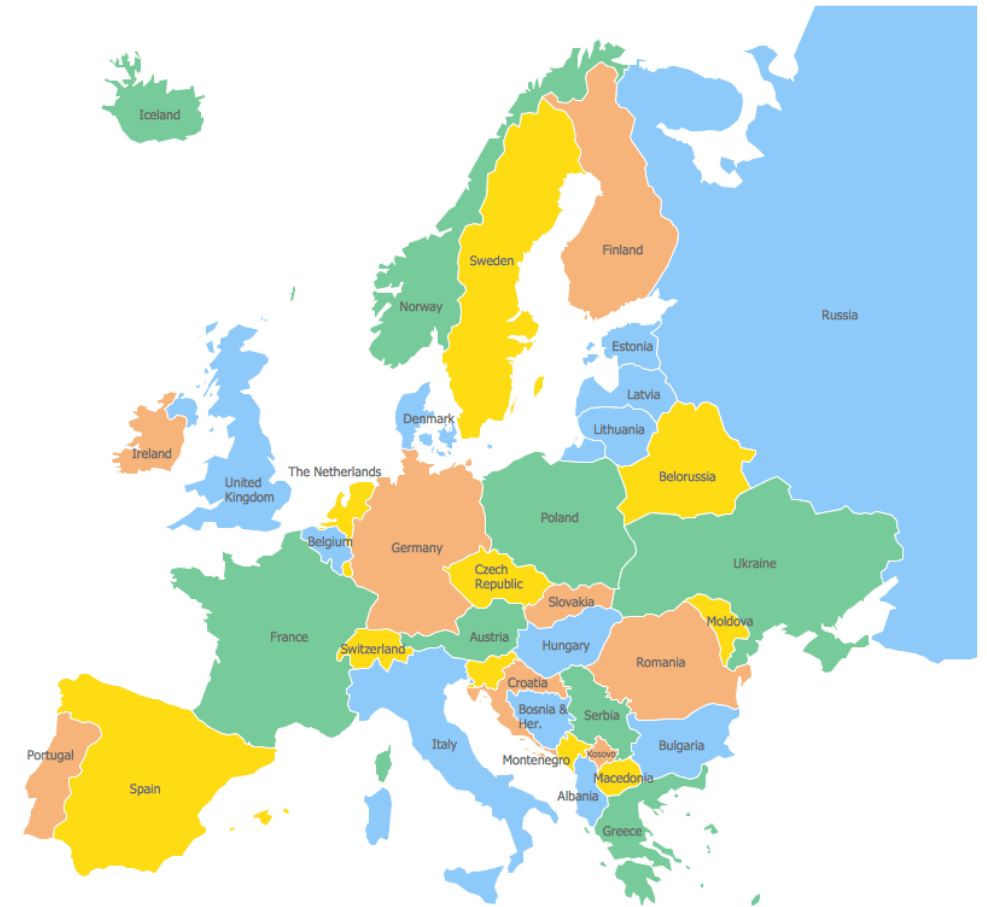 Iceland
Sweden
Finland
Norway
Russia
Estonia
Latvia
Denmark
Lithuania
Ireland
The Netherlands
Belorussia
United
Kingdom
Poland
Belgium
Germany
Ukraine
Czech
Republic
Slovakia
Moldova
France
Austria
Switzerland
Hungary
Romania
Croatia
Bosnia &
Her.
Serbia
Italy
Bulgaria
Portugal
Kosovo
Montenegro
Macedonia
Spain
Albania
Greece